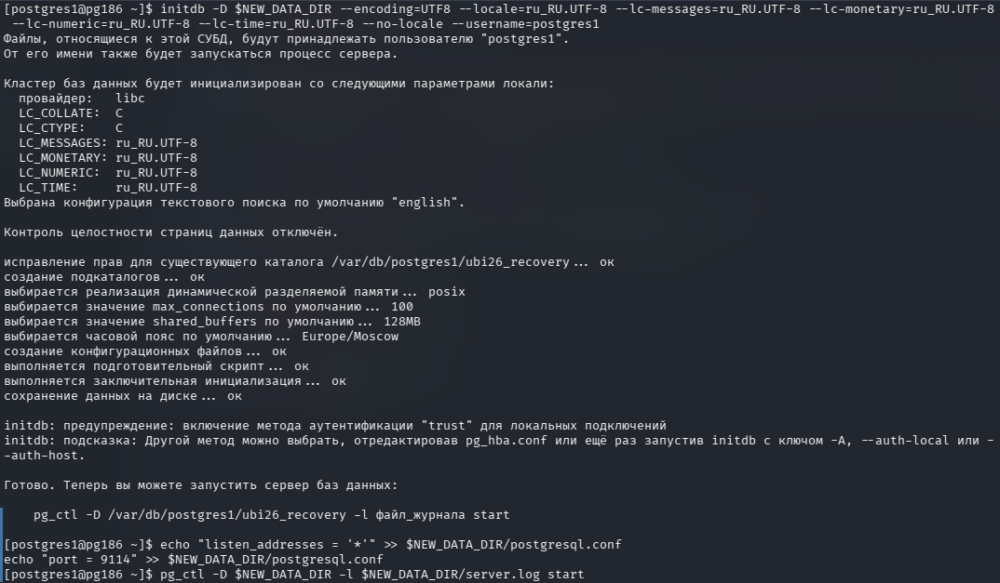 [postgres1@pg186 ~]$ initdb -D $NEW_DATA_DIR --encoding=UTF8 --locale=ru_RU.UTF-8 --lc-messages=ru_RU.UTF-8 --lc-monetary=ru_RU.UTF-8
 --lc-numeric=ru_RU.UTF-8 --lc-time=ru_RU.UTF-8 --no-locale --username=postgres1
Файлы, относящиеся к этой СУБД, будут принадлежать пользователю "postgres1".
От его имени также будет запускаться процесс сервера.

Кластер баз данных будет инициализирован со следующими параметрами локали:
  провайдер:   libc
  LC_COLLATE:  C
  LC_CTYPE:    C
  LC_MESSAGES: ru_RU.UTF-8
  LC_MONETARY: ru_RU.UTF-8
  LC_NUMERIC:  ru_RU.UTF-8
  LC_TIME:     ru_RU.UTF-8
Выбрана конфигурация текстового поиска по умолчанию "english".

Контроль целостности страниц данных отключён.

исправление прав для существующего каталога /var/db/postgres1/ubi26_recovery... ок
создание подкаталогов... ок
выбирается реализация динамической разделяемой памяти... posix
выбирается значение max_connections по умолчанию... 100
выбирается значение shared_buffers по умолчанию... 128MB
выбирается часовой пояс по умолчанию... Europe/Moscow
создание конфигурационных файлов... ок
выполняется подготовительный скрипт... ок
выполняется заключительная инициализация... ок
сохранение данных на диске... ок

initdb: предупреждение: включение метода аутентификации "trust" для локальных подключений
initdb: подсказка: Другой метод можно выбрать, отредактировав pg_hba.conf или ещё раз запустив initdb с ключом -A, --auth-local или -
-auth-host.

Готово. Теперь вы можете запустить сервер баз данных:

    pg_ctl -D /var/db/postgres1/ubi26_recovery -l файл_журнала start

[postgres1@pg186 ~]$ echo "listen_addresses = '*'" >> $NEW_DATA_DIR/postgresql.conf
echo "port = 9114" >> $NEW_DATA_DIR/postgresql.conf
[postgres1@pg186 ~]$ pg_ctl -D $NEW_DATA_DIR -l $NEW_DATA_DIR/server.log start